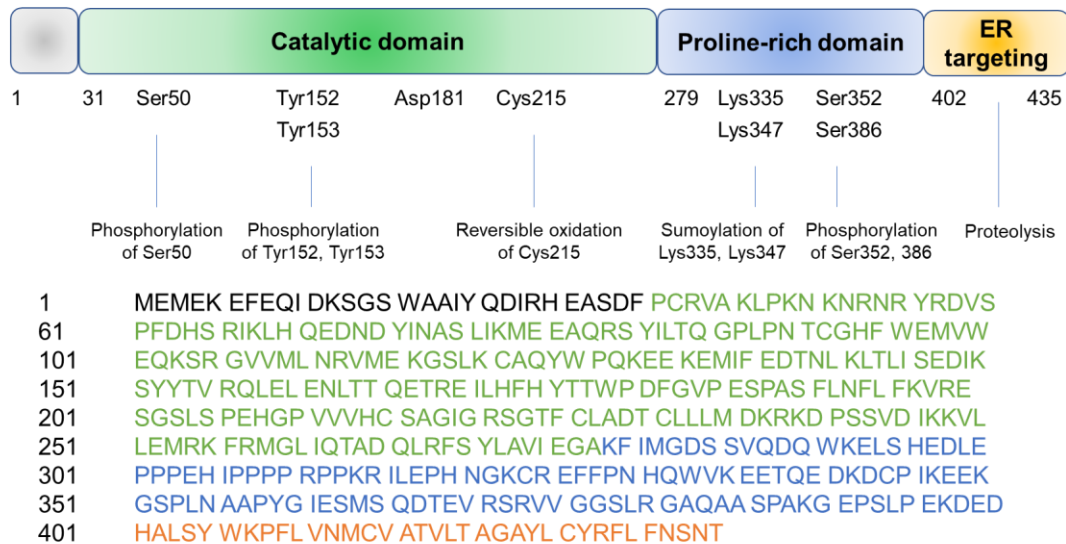 Catalytic domain Proline-rich domain ER
targeting
1 31 Ser50 Tyr152 Asp181 Cys215 279 Lys335 Ser352 402 435
Tyr153 Lys347 Ser386
Phosphorylation Phosphorylation Reversible oxidation Sumoylation of Phosphorylation Proteolysis
of Ser50 of Tyr152, Tyr153 of Cys215 Lys335, Lys347 of Ser352, 386
1 MEMEK EFEQI DKSGS WAAIY QDIRH EASDF PCRVA KLPKN KNRNR YRDVS
61 PFDHS RIKLH QEDND YINAS LIKME EAQRS YILTQ GPLPN TCGHF WEMVW
101 EQKSR GVVML NRVME KGSLK CAQYW PQKEE KEMIF EDTNL KLTLI SEDIK
151 SYYTV RQLEL ENLTT QETRE ILHFH YTTWP DFGVP ESPAS FLNFL FKVRE
201 SGSLS PEHGP VVVHC SAGIG RSGTF CLADT CLLLM DKRKD PSSVD IKKVL
251 LEMRK FRMGL IQTAD QLRFS YLAVI EGAKF IMGDS SVQDQ WKELS HEDLE
301 PPPEH IPPPP RPPKR ILEPH NGKCR EFFPN HQWVK EETQE DKDCP IKEEK
351 GSPLN AAPYG IESMS QDTEV RSRVV GGSLR GAQAA SPAKG EPSLP EKDED
401 HALSY WKPFL VNMCV ATVLT AGAYL CYRFL FNSNT